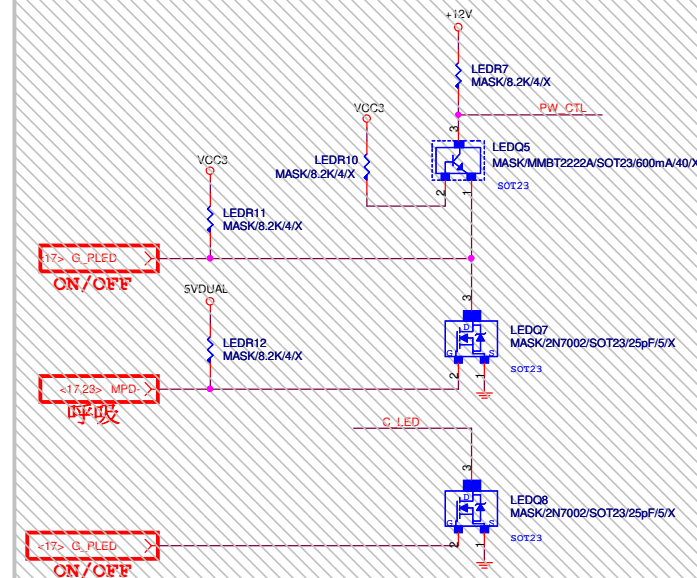 +12V
LEDR7
MASK/8.2K/4/X
PW_CTL
VCC3
3
LEDQ5
LEDR10
MASK/8.2K/4/X
MASK/MMBT2222A/SOT23/600mA/40/X
SOT23
VCC3
2
1
LEDR11
MASK/8.2K/4/X
<17> G_PLED
ON/OFF
5VDUAL
3
LEDQ7
MASK/2N7002/SOT23/25pF/5/X
D
G
S
LEDR12
MASK/8.2K/4/X
SOT23
2
1
<17,23> MPD-
呼吸
G_LED
3
LEDQ8
MASK/2N7002/SOT23/25pF/5/X
D
G
S
SOT23
2
1
<17> G_PLED
ON/OFF